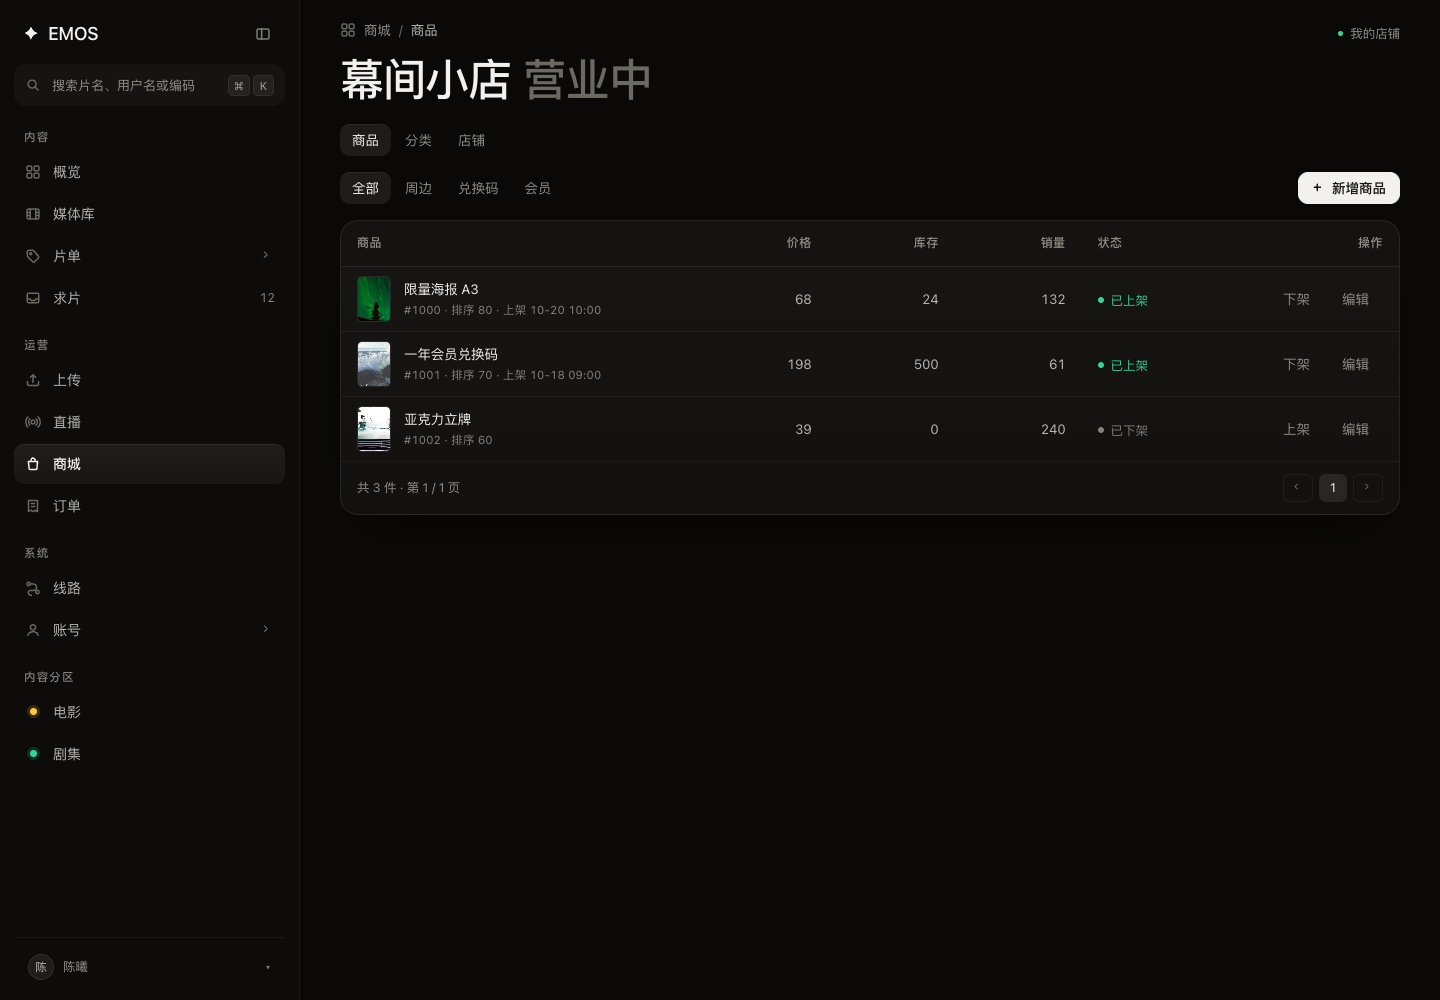 EMOS
搜索片名、用户名或编码 ⌘ K
内容
概览
媒体库
片单
求片 12
运营
上传
直播
商城
订单
系统
线路
账号
内容分区
电影
剧集
陈 陈曦
商城 / 商品
我的店铺
幕间小店 营业中
商品 分类 店铺
全部 周边 兑换码 会员
+ 新增商品
商品 价格 库存 销量 状态 操作
限量海报 A3
#1000 · 排序 80 · 上架 10-20 10:00
68 24 132 已上架 下架 编辑
一年会员兑换码
#1001 · 排序 70 · 上架 10-18 09:00
198 500 61 已上架 下架 编辑
亚克力立牌
#1002 · 排序 60
39 0 240 已下架 上架 编辑
共 3 件 · 第 1 / 1 页
‹ 1 ›